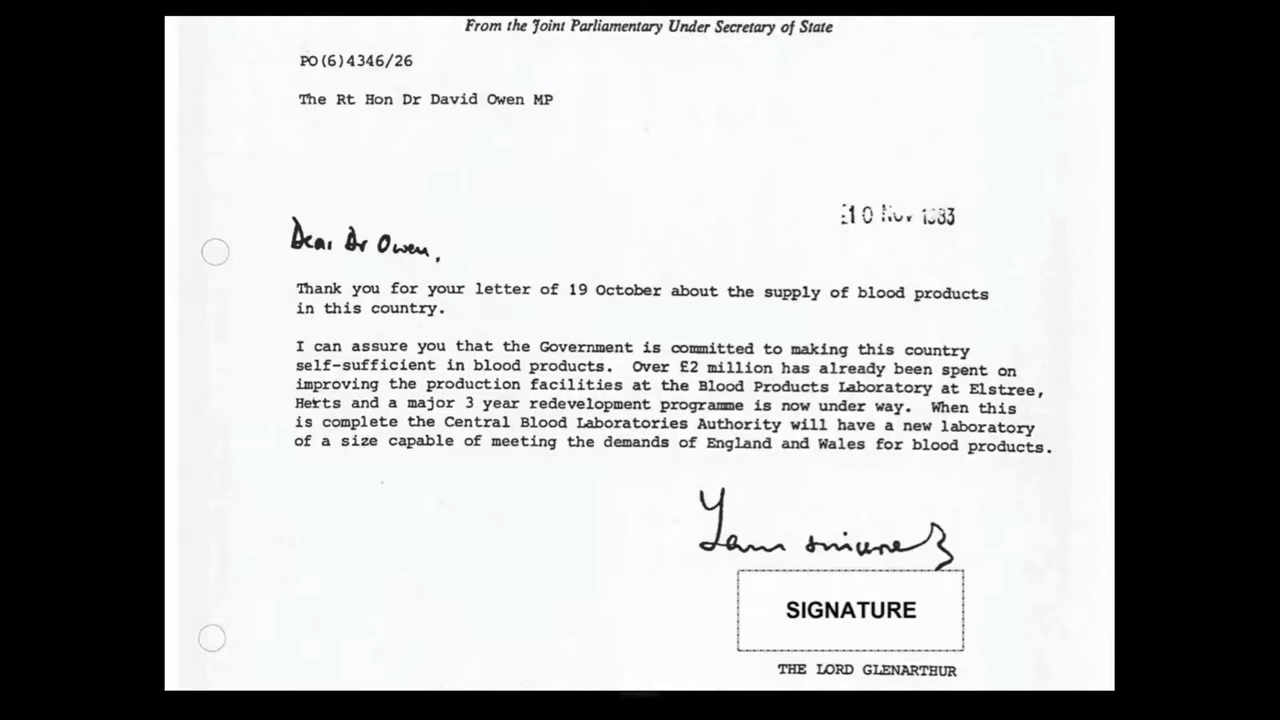 From the Joint Parliamentary Under Secretary of State
PO(6)4346/26
The Rt Hon Dr David Owen MP
10 Nov 1983
Dear Dr Owen,
Thank you for your letter of 19 October about the supply of blood products
in this country.
I can assure you that the Government is committed to making this country
self-sufficient in blood products. Over £2 million has already been spent on
improving the production facilities at the Blood Products Laboratory at Elstree,
Herts and a major 3 year redevelopment programme is now under way. When this
is complete the Central Blood Laboratories Authority will have a new laboratory
of a size capable of meeting the demands of England and Wales for blood products.
Yours sincerely
SIGNATURE
THE LORD GLENARTHUR